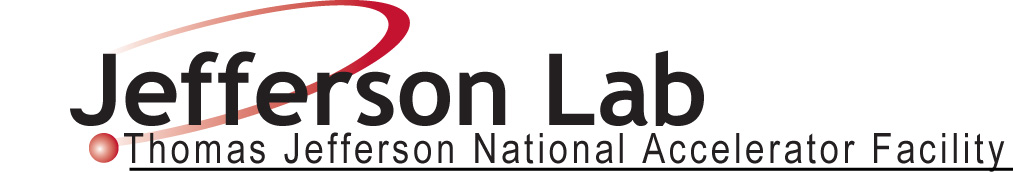 Jefferson Lab
Thomas Jefferson National Accelerator Facility